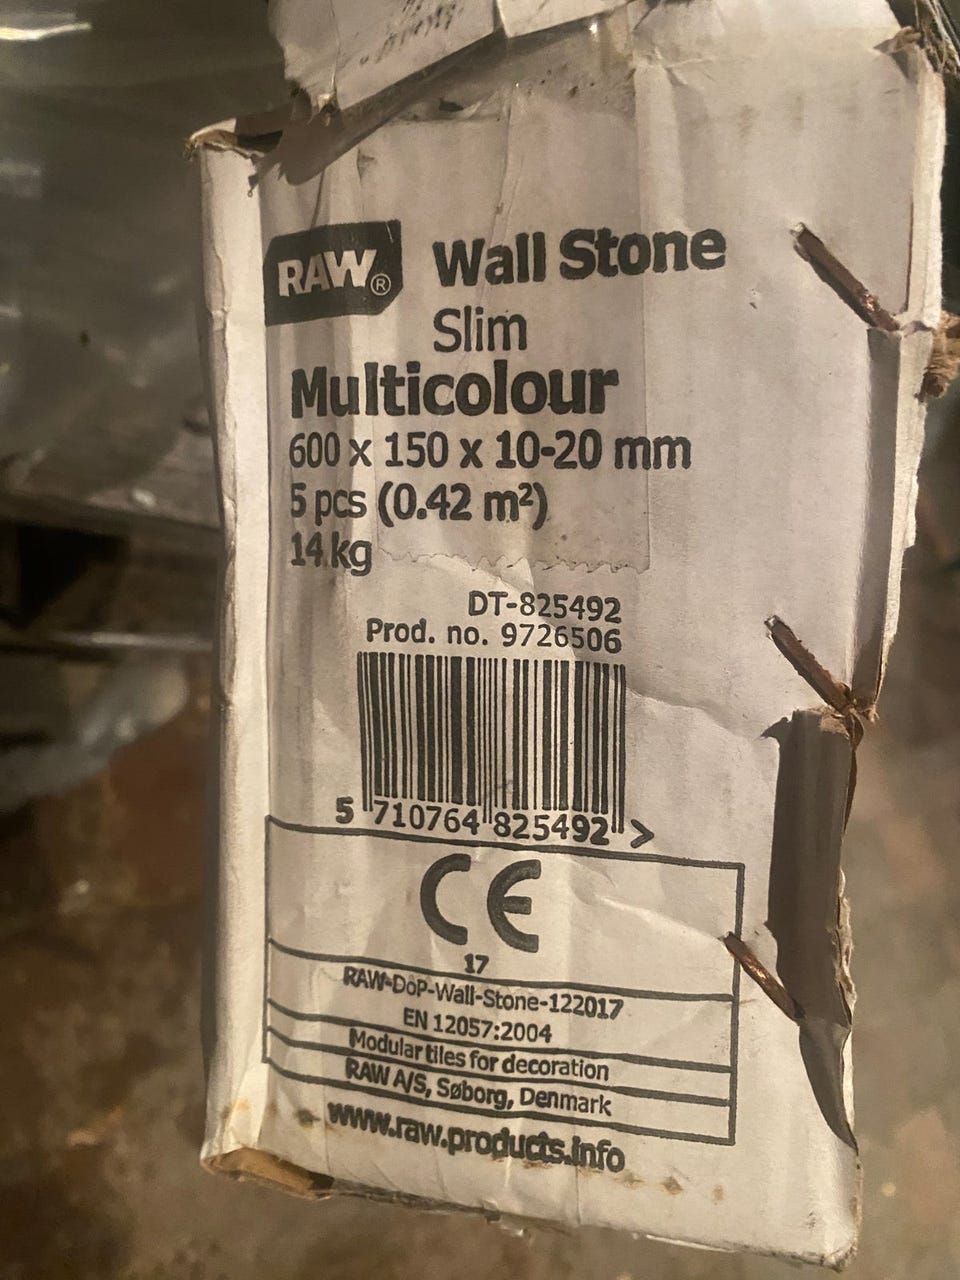 RAW® Wall Stone
Slim
Multicolour
600 x 150 x 10-20 mm
5 pcs (0.42 m²)
14 kg
DT-825492
Prod. no. 9726506
5 710764 825492 >
CE
17
RAW-DoP-Wall-Stone-122017
EN 12057:2004
Modular tiles for decoration
RAW A/S, Søborg, Denmark
www.raw.products.info